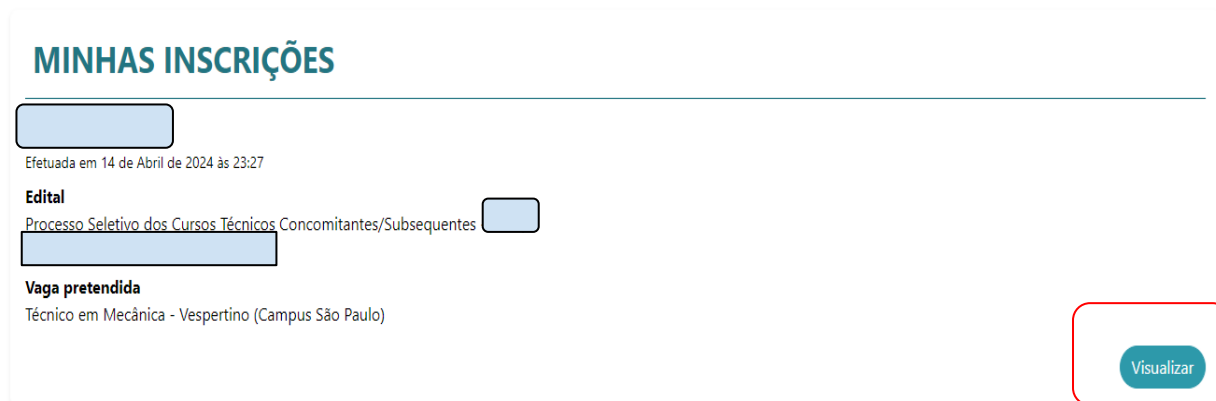 MINHAS INSCRIÇÕES
Efetuada em 14 de Abril de 2024 às 23:27
Edital
Processo Seletivo dos Cursos Técnicos Concomitantes/Subsequentes
Vaga pretendida
Técnico em Mecânica - Vespertino (Campus São Paulo)
Visualizar